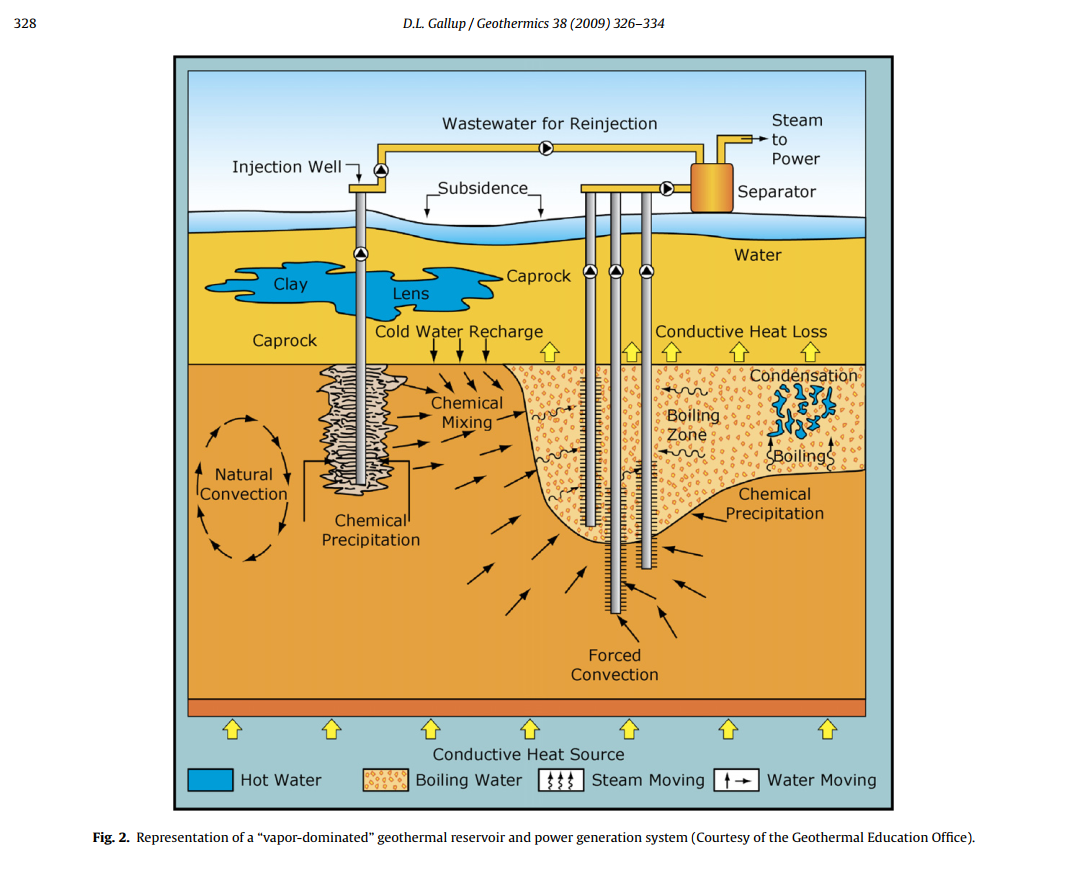 328
D.L. Gallup / Geothermics 38 (2009) 326–334
Wastewater for Reinjection
Steam
to
Power
Injection Well
Subsidence
Separator
Water
Clay
Lens
Caprock
Caprock
Cold Water Recharge
Conductive Heat Loss
Condensation
Chemical
Mixing
Boiling
Zone
Boiling
Natural
Convection
Chemical
Precipitation
Chemical
Precipitation
Forced
Convection
Conductive Heat Source
Hot Water
Boiling Water
Steam Moving
Water Moving
Fig. 2. Representation of a “vapor-dominated” geothermal reservoir and power generation system (Courtesy of the Geothermal Education Office).